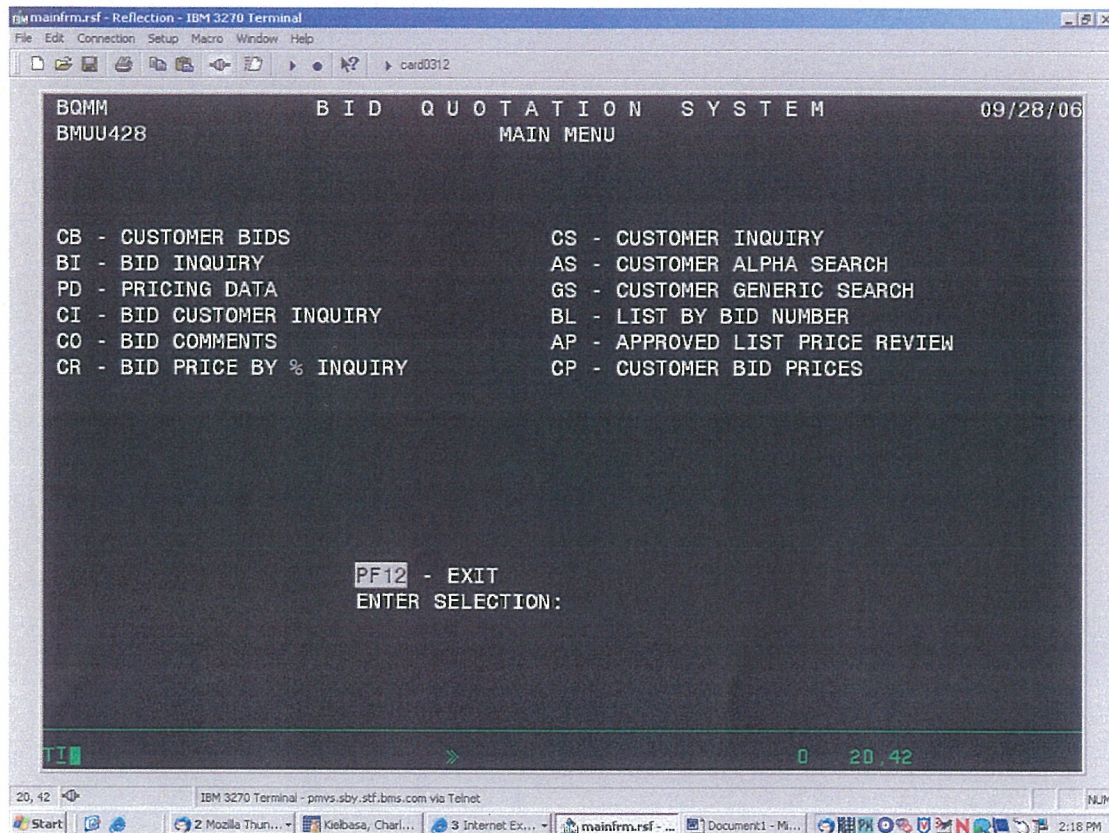 mainfrm.rsf - Reflection - IBM 3270 Terminal
File Edit Connection Setup Macro Window Help
card0312
BQMM B I D Q U O T A T I O N S Y S T E M 09/28/06
BMUU428 MAIN MENU
CB - CUSTOMER BIDS CS - CUSTOMER INQUIRY
BI - BID INQUIRY AS - CUSTOMER ALPHA SEARCH
PD - PRICING DATA GS - CUSTOMER GENERIC SEARCH
CI - BID CUSTOMER INQUIRY BL - LIST BY BID NUMBER
CO - BID COMMENTS AP - APPROVED LIST PRICE REVIEW
CR - BID PRICE BY % INQUIRY CP - CUSTOMER BID PRICES
PF12 - EXIT
ENTER SELECTION:
TI » 0 20,42
20, 42 IBM 3270 Terminal - pmvs.sby.stf.bms.com via Telnet NUM
Start 2 Mozilla Thun... Kielbasa, Charl... 3 Internet Ex... mainfrm.rsf - ... Document1 - Mi... 2:18 PM